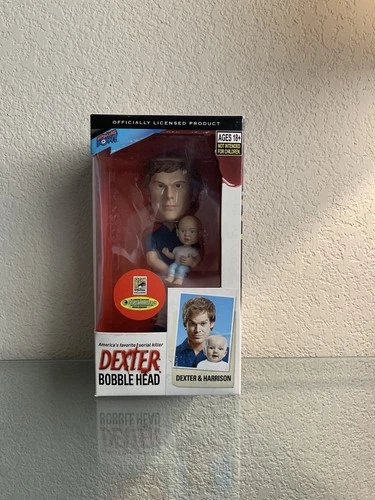 OFFICIALLY LICENSED PRODUCT
AGES 18+
NOT INTENDED
FOR CHILDREN
America's favorite serial killer
DEXTER
BOBBLE HEAD
DEXTER & HARRISON